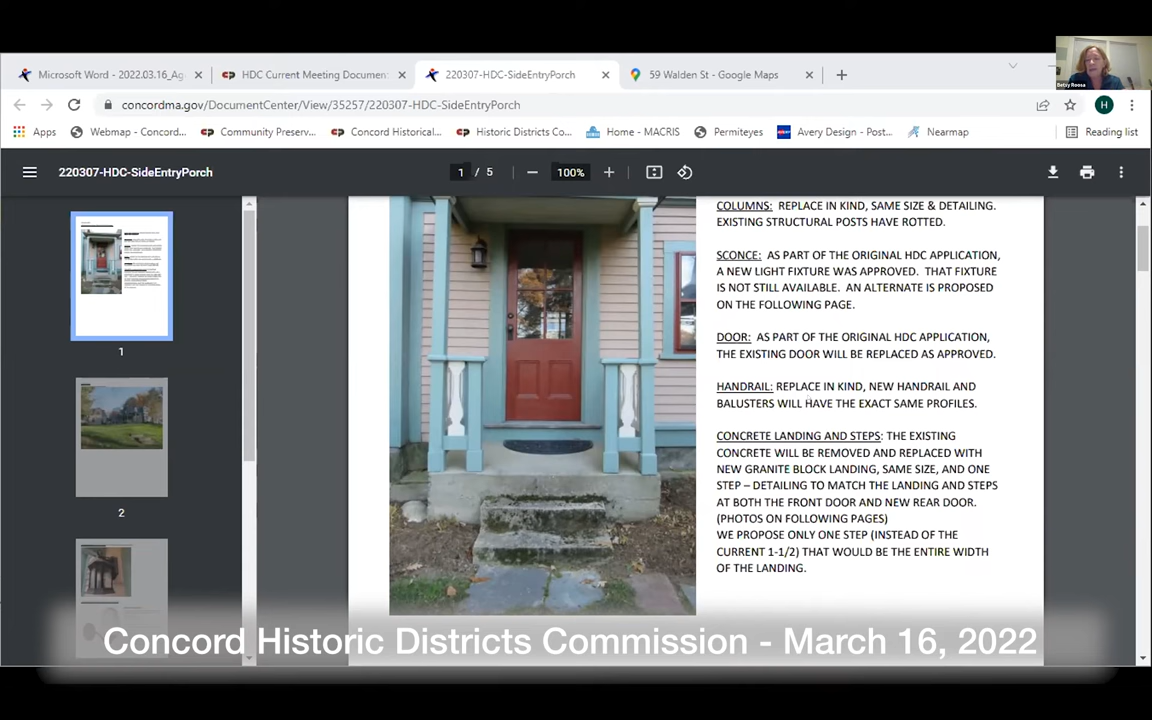 Microsoft Word - 2022.03.16_Ag
HDC Current Meeting Documen
220307-HDC-SideEntryPorch
59 Walden St - Google Maps
Betsy Roosa
concordma.gov/DocumentCenter/View/35257/220307-HDC-SideEntryPorch
H
Apps
Webmap - Concord...
Community Preserv...
Concord Historical...
Historic Districts Co...
Home - MACRIS
Permiteyes
Avery Design - Post...
Nearmap
Reading list
220307-HDC-SideEntryPorch
1 / 5
100%
1
2
COLUMNS: REPLACE IN KIND, SAME SIZE & DETAILING.
EXISTING STRUCTURAL POSTS HAVE ROTTED.
SCONCE: AS PART OF THE ORIGINAL HDC APPLICATION,
A NEW LIGHT FIXTURE WAS APPROVED. THAT FIXTURE
IS NOT STILL AVAILABLE. AN ALTERNATE IS PROPOSED
ON THE FOLLOWING PAGE.
DOOR: AS PART OF THE ORIGINAL HDC APPLICATION,
THE EXISTING DOOR WILL BE REPLACED AS APPROVED.
HANDRAIL: REPLACE IN KIND, NEW HANDRAIL AND
BALUSTERS WILL HAVE THE EXACT SAME PROFILES.
CONCRETE LANDING AND STEPS: THE EXISTING
CONCRETE WILL BE REMOVED AND REPLACED WITH
NEW GRANITE BLOCK LANDING, SAME SIZE, AND ONE
STEP – DETAILING TO MATCH THE LANDING AND STEPS
AT BOTH THE FRONT DOOR AND NEW REAR DOOR.
(PHOTOS ON FOLLOWING PAGES)
WE PROPOSE ONLY ONE STEP (INSTEAD OF THE
CURRENT 1-1/2) THAT WOULD BE THE ENTIRE WIDTH
OF THE LANDING.
Concord Historic Districts Commission - March 16, 2022